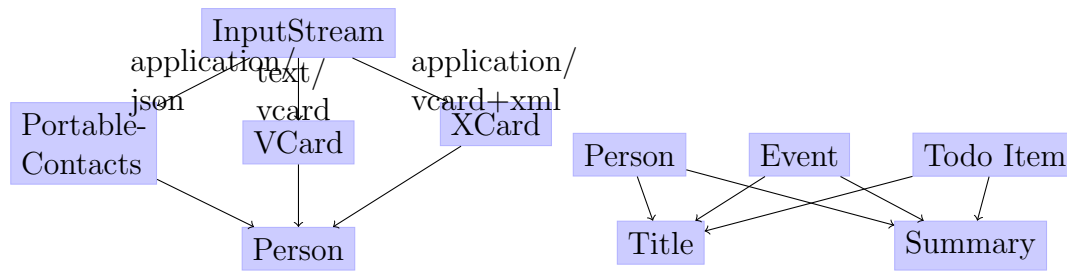 InputStream
application/
json
text/
vcard
application/
vcard+xml
Portable-
Contacts
VCard
XCard
Person
Person
Event
Todo Item
Title
Summary